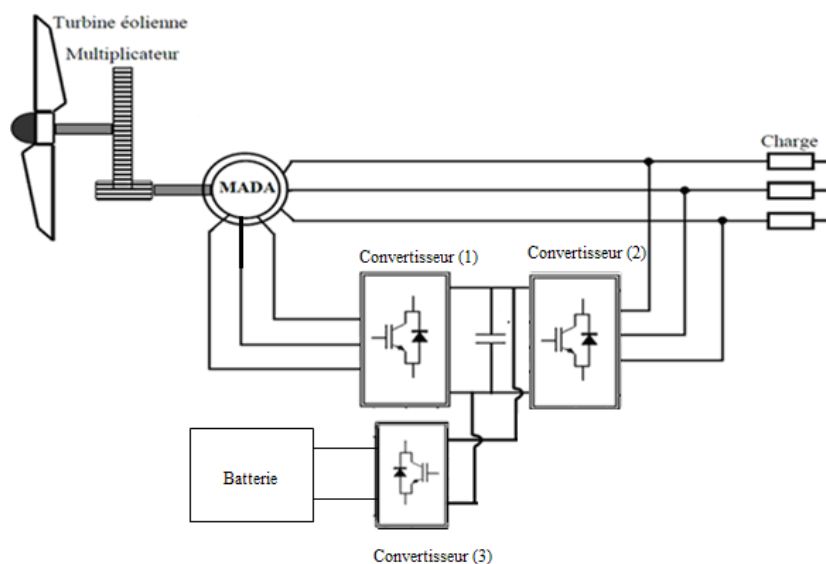 Turbine éolienne
Multiplicateur
Charge
MADA
Convertisseur (1)
Convertisseur (2)
Batterie
Convertisseur (3)